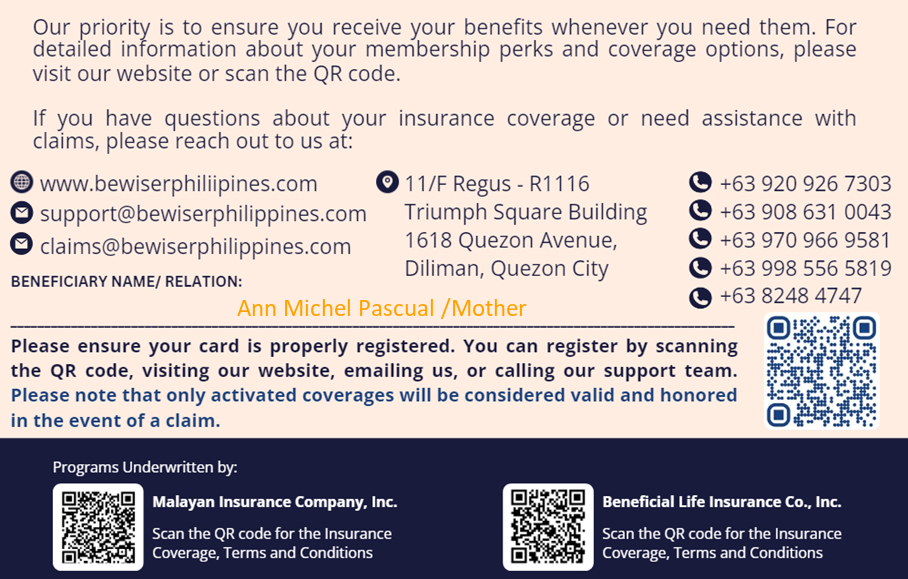 Our priority is to ensure you receive your benefits whenever you need them. For
detailed information about your membership perks and coverage options, please
visit our website or scan the QR code.
If you have questions about your insurance coverage or need assistance with
claims, please reach out to us at:
www.bewiserphiliipines.com
support@bewiserphilippines.com
claims@bewiserphilippines.com
11/F Regus - R1116
Triumph Square Building
1618 Quezon Avenue,
Diliman, Quezon City
+63 920 926 7303
+63 908 631 0043
+63 970 966 9581
+63 998 556 5819
+63 8248 4747
BENEFICIARY NAME/ RELATION:
Ann Michel Pascual /Mother
Please ensure your card is properly registered. You can register by scanning
the QR code, visiting our website, emailing us, or calling our support team.
Please note that only activated coverages will be considered valid and honored
in the event of a claim.
Programs Underwritten by:
Malayan Insurance Company, Inc.
Scan the QR code for the Insurance
Coverage, Terms and Conditions
Beneficial Life Insurance Co., Inc.
Scan the QR code for the Insurance
Coverage, Terms and Conditions